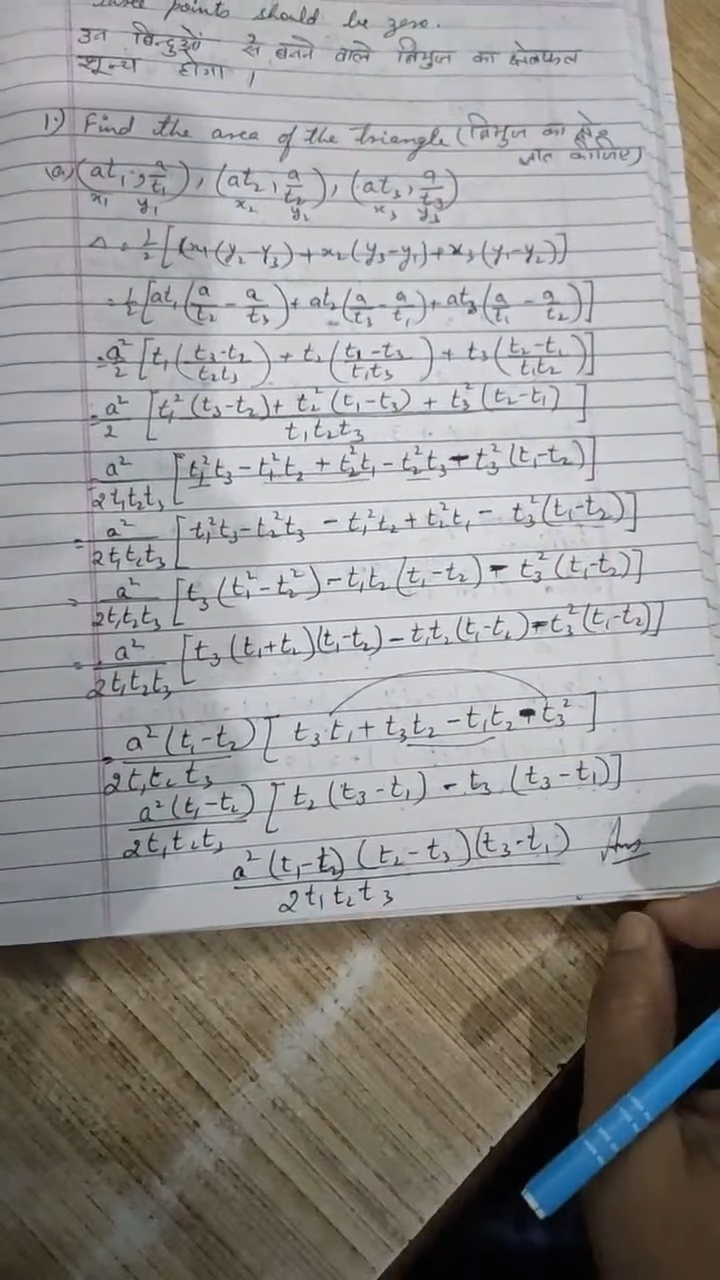 three points should be zero.
उन बिन्दुओं से बनने वाले त्रिभुज का क्षेत्रफल
शून्य होगा ।
1.) Find the area of the triangle (त्रिभुज का क्षे०
ज्ञात कीजिए)
(a) (at₁, a/t₁), (at₂, a/t₂), (at₃, a/t₃)
x₁ y₁ x₂ y₂ x₃ y₃
Δ = 1/2 [(x₁(y₂-y₃)+x₂(y₃-y₁)+x₃(y₁-y₂)]
= 1/2 [at₁(a/t₂ - a/t₃)+at₂(a/t₃ - a/t₁)+at₃(a/t₁ - a/t₂)]
= a²/2 [t₁((t₃-t₂)/t₂t₃) + t₂((t₁-t₃)/t₁t₃) + t₃((t₂-t₁)/t₁t₂)]
= a²/2 [(t₁²(t₃-t₂)+t₂²(t₁-t₃)+t₃²(t₂-t₁))/t₁t₂t₃]
a²/2t₁t₂t₃ [t₁²t₃-t₁²t₂+t₂²t₁-t₂²t₃-t₃²(t₁-t₂)]
= a²/2t₁t₂t₃ [t₁²t₃-t₂²t₃-t₁²t₂+t₂²t₁-t₃²(t₁-t₂)]
= a²/2t₁t₂t₃ [t₃(t₁²-t₂²)-t₁t₂(t₁-t₂)-t₃²(t₁-t₂)]
= a²/2t₁t₂t₃ [t₃(t₁+t₂)(t₁-t₂)-t₁t₂(t₁-t₂)-t₃²(t₁-t₂)]
= a²(t₁-t₂)/2t₁t₂t₃ [t₃t₁+t₃t₂-t₁t₂-t₃²]
a²(t₁-t₂)/2t₁t₂t₃ [t₂(t₃-t₁)-t₃(t₃-t₁)]
a²(t₁-t₂)(t₂-t₃)(t₃-t₁)/2t₁t₂t₃ Ans